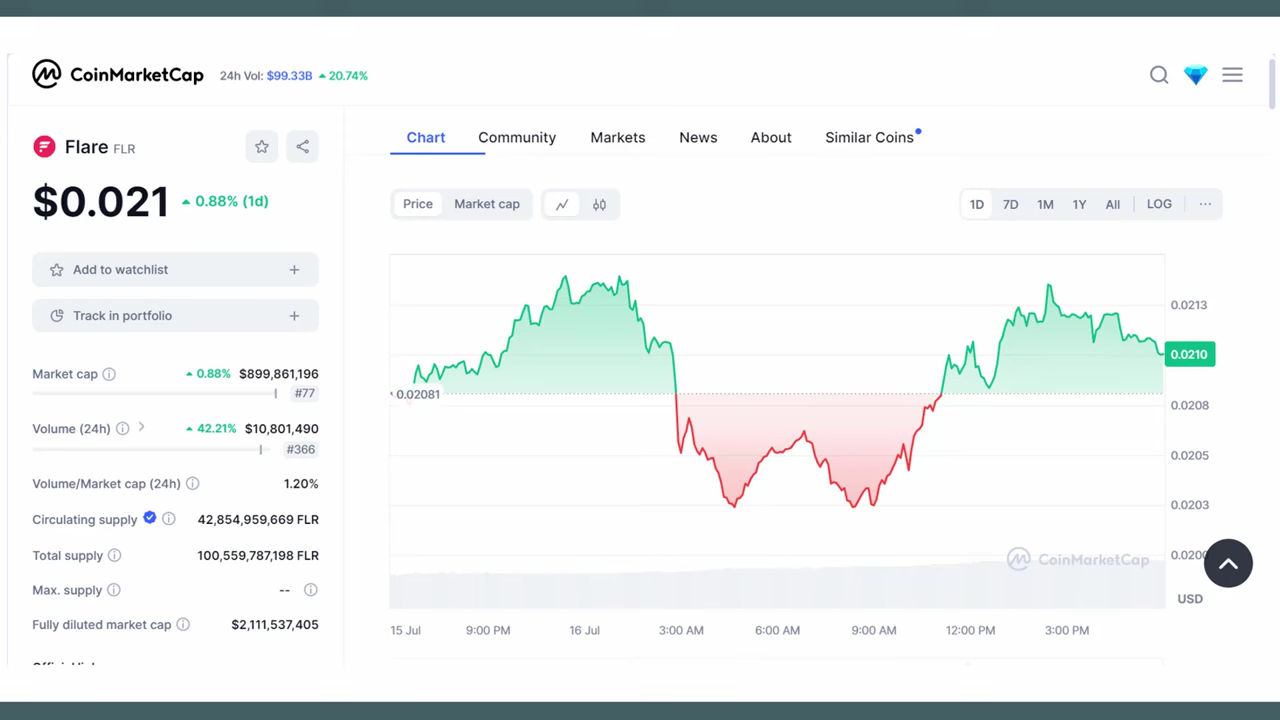 CoinMarketCap 24h Vol: $99.33B 20.74%
Flare FLR
$0.021 0.88% (1d)
Add to watchlist +
Track in portfolio +
Market cap 0.88% $899,861,196
#77
Volume (24h) 42.21% $10,801,490
#366
Volume/Market cap (24h) 1.20%
Circulating supply 42,854,959,669 FLR
Total supply 100,559,787,198 FLR
Max. supply --
Fully diluted market cap $2,111,537,405
Chart Community Markets News About Similar Coins
Price Market cap
1D 7D 1M 1Y All LOG ...
0.0213
0.0210
0.02081
0.0208
0.0205
0.0203
CoinMarketCap
USD
15 Jul 9:00 PM 16 Jul 3:00 AM 6:00 AM 9:00 AM 12:00 PM 3:00 PM